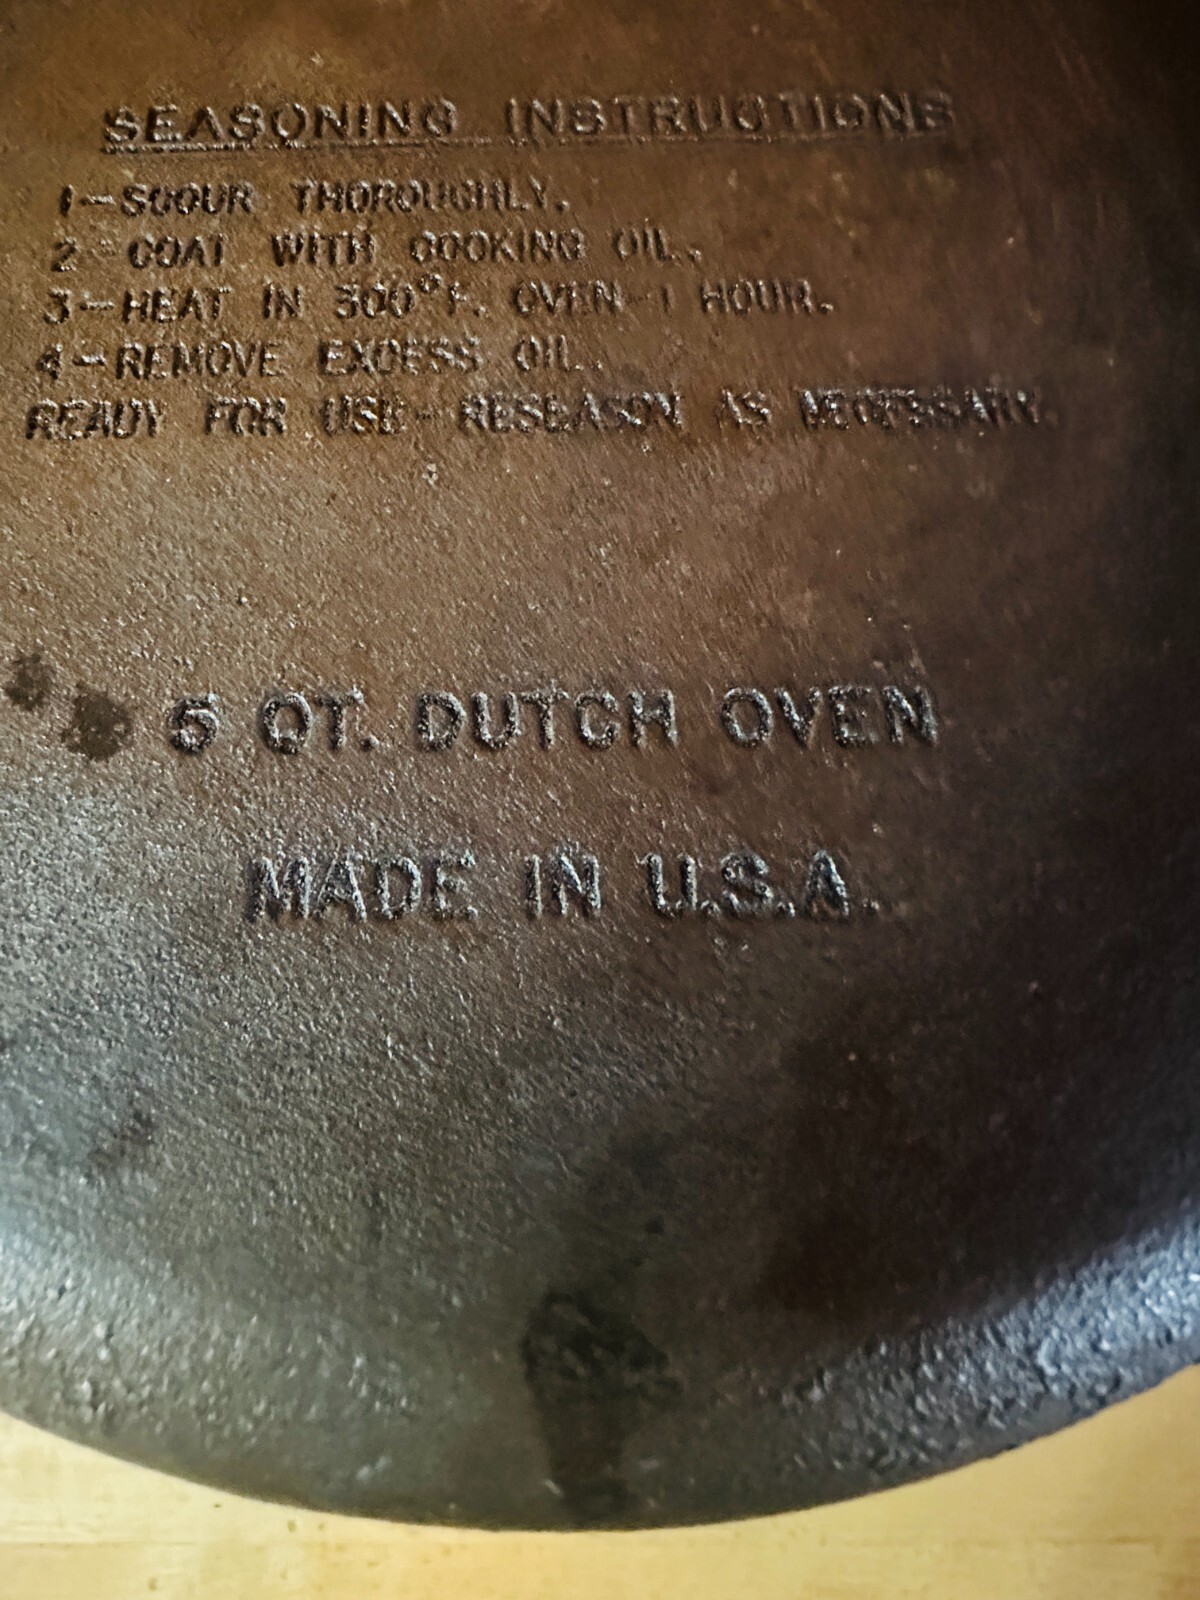 SEASONING INSTRUCTIONS
1-SCOUR THOROUGHLY.
2-COAT WITH COOKING OIL.
3-HEAT IN 300°F. OVEN-1 HOUR.
4-REMOVE EXCESS OIL.
READY FOR USE-RESEASON AS NECESSARY.
5 QT. DUTCH OVEN
MADE IN U.S.A.